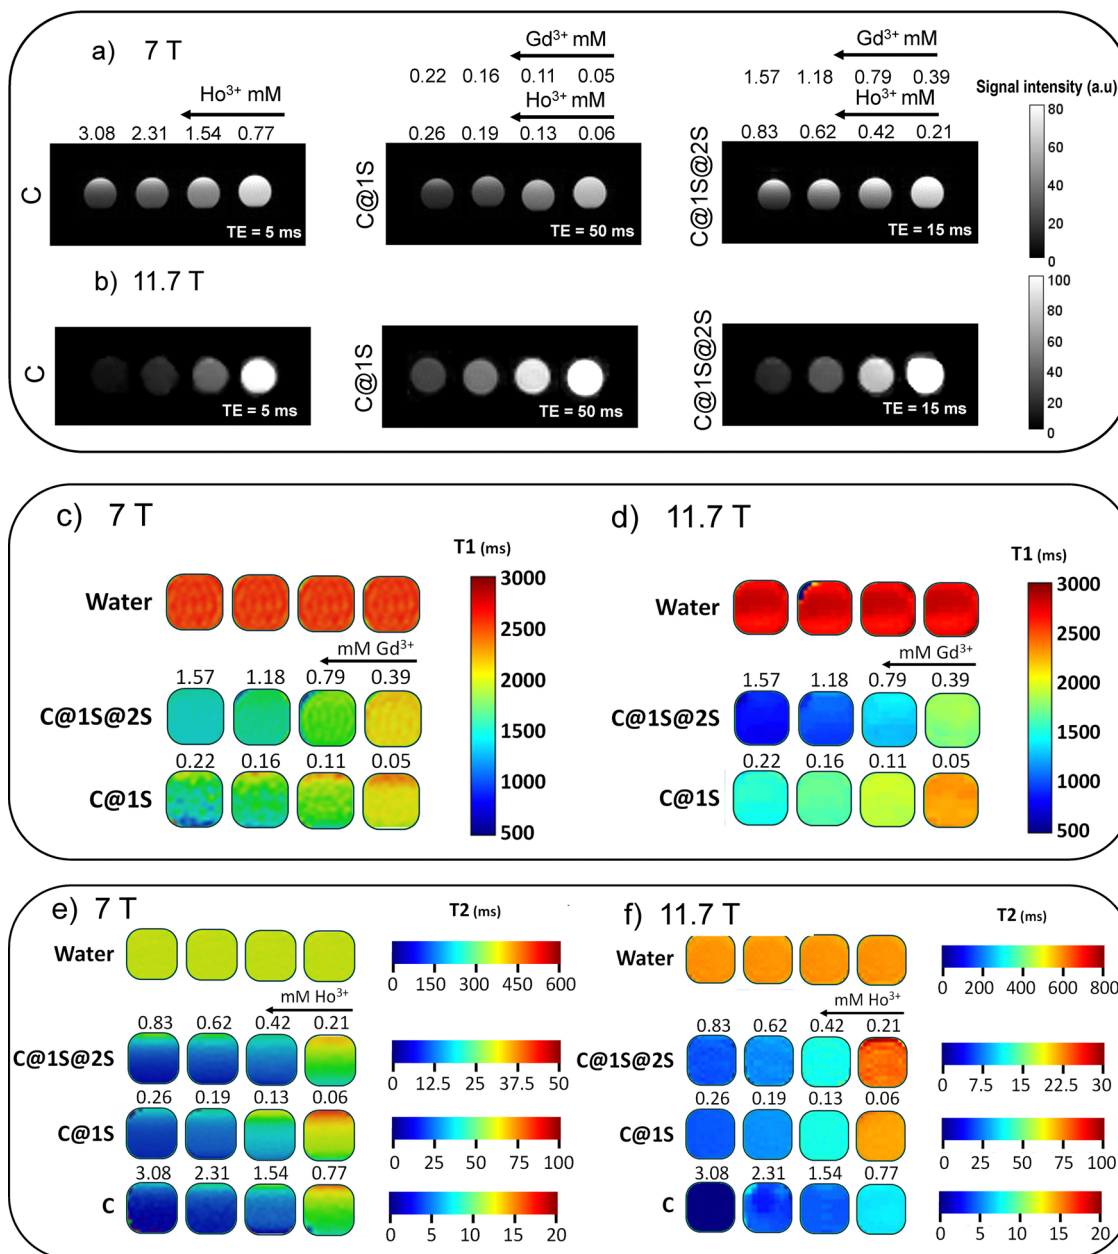 a) 7 T
Gd³⁺ mM
0.22 0.16 0.11 0.05
Ho³⁺ mM
0.26 0.19 0.13 0.06
Gd³⁺ mM
1.57 1.18 0.79 0.39
Ho³⁺ mM
0.83 0.62 0.42 0.21
Ho³⁺ mM
3.08 2.31 1.54 0.77
Signal intensity (a.u)
80
60
40
20
0
C
TE = 5 ms
C@1S
TE = 50 ms
C@1S@2S
TE = 15 ms
b) 11.7 T
C
TE = 5 ms
C@1S
TE = 50 ms
C@1S@2S
TE = 15 ms
100
80
60
40
20
0
c) 7 T
T1 (ms)
Water
mM Gd³⁺
1.57 1.18 0.79 0.39
C@1S@2S
0.22 0.16 0.11 0.05
C@1S
3000
2500
2000
1500
1000
500
d) 11.7 T
T1 (ms)
Water
mM Gd³⁺
1.57 1.18 0.79 0.39
C@1S@2S
0.22 0.16 0.11 0.05
C@1S
3000
2500
2000
1500
1000
500
e) 7 T
T2 (ms)
Water
0 150 300 450 600
mM Ho³⁺
0.83 0.62 0.42 0.21
C@1S@2S
0 12.5 25 37.5 50
0.26 0.19 0.13 0.06
C@1S
0 25 50 75 100
3.08 2.31 1.54 0.77
C
0 5 10 15 20
f) 11.7 T
T2 (ms)
Water
0 200 400 600 800
mM Ho³⁺
0.83 0.62 0.42 0.21
C@1S@2S
0 7.5 15 22.5 30
0.26 0.19 0.13 0.06
C@1S
0 25 50 75 100
3.08 2.31 1.54 0.77
C
0 5 10 15 20